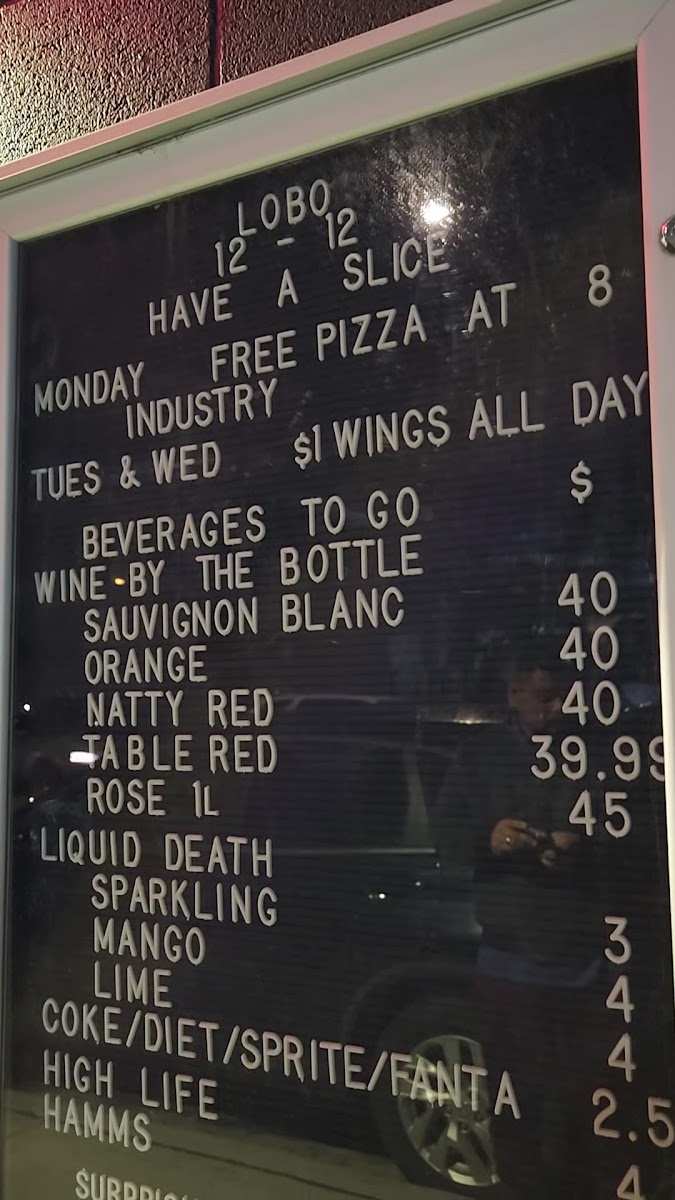 LOBO
12 - 12
HAVE A SLICE
MONDAY FREE PIZZA AT 8
INDUSTRY
TUES & WED $1 WINGS ALL DAY
BEVERAGES TO GO $
WINE BY THE BOTTLE
SAUVIGNON BLANC 40
ORANGE 40
NATTY RED 40
TABLE RED 39.99
ROSE 1L 45
LIQUID DEATH
SPARKLING 3
MANGO 4
LIME 4
COKE/DIET/SPRITE/FANTA 2.5
HIGH LIFE 4
HAMMS